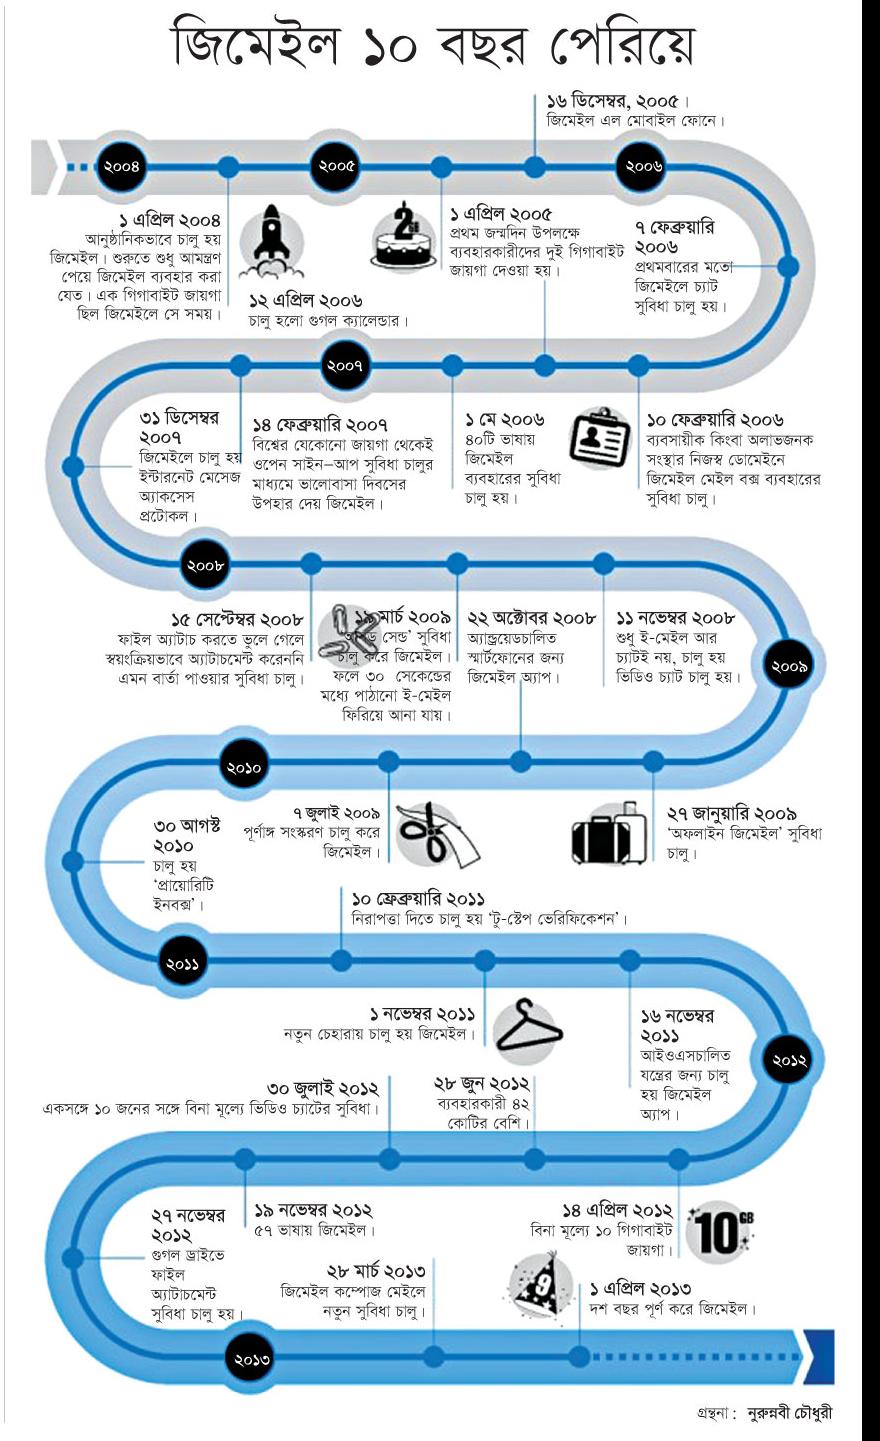 জিমেইল ১০ বছর পেরিয়ে
১৬ ডিসেম্বর, ২০০৫।
জিমেইল এল মোবাইল ফোনে।
২০০৪
২০০৫
২০০৬
১ এপ্রিল ২০০৪
আনুষ্ঠানিকভাবে চালু হয়
জিমেইল। শুরুতে শুধু আমন্ত্রণ
পেয়ে জিমেইল ব্যবহার করা
যেত। এক গিগাবাইট জায়গা
ছিল জিমেইলে সে সময়।
2GB
১ এপ্রিল ২০০৫
প্রথম জন্মদিন উপলক্ষে
ব্যবহারকারীদের দুই গিগাবাইট
জায়গা দেওয়া হয়।
৭ ফেব্রুয়ারি
২০০৬
প্রথমবারের মতো
জিমেইলে চ্যাট
সুবিধা চালু হয়।
১২ এপ্রিল ২০০৬
চালু হলো গুগল ক্যালেন্ডার।
২০০৭
৩১ ডিসেম্বর
২০০৭
জিমেইলে চালু হয়
ইন্টারনেট মেসেজ
অ্যাকসেস
প্রটোকল।
১৪ ফেব্রুয়ারি ২০০৭
বিশ্বের যেকোনো জায়গা থেকেই
ওপেন সাইন–আপ সুবিধা চালুর
মাধ্যমে ভালোবাসা দিবসের
উপহার দেয় জিমেইল।
১ মে ২০০৬
৪০টি ভাষায়
জিমেইল
ব্যবহারের সুবিধা
চালু হয়।
১০ ফেব্রুয়ারি ২০০৬
ব্যবসায়ীক কিংবা অলাভজনক
সংস্থার নিজস্ব ডোমেইনে
জিমেইল মেইল বক্স ব্যবহারের
সুবিধা চালু।
২০০৮
১৫ সেপ্টেম্বর ২০০৮
ফাইল অ্যাটাচ করতে ভুলে গেলে
স্বয়ংক্রিয়ভাবে অ্যাটাচমেন্ট করেননি
এমন বার্তা পাওয়ার সুবিধা চালু।
১৯ মার্চ ২০০৯
সেন্ড’ সুবিধা
চালু করে জিমেইল।
ফলে ৩০ সেকেন্ডের
মধ্যে পাঠানো ই-মেইল
ফিরিয়ে আনা যায়।
২২ অক্টোবর ২০০৮
অ্যান্ড্রয়েডচালিত
স্মার্টফোনের জন্য
জিমেইল অ্যাপ।
১১ নভেম্বর ২০০৮
শুধু ই-মেইল আর
চ্যাটই নয়, চালু হয়
ভিডিও চ্যাট চালু হয়।
২০০৯
২০১০
৩০ আগস্ট
২০১০
চালু হয়
‘প্রায়োরিটি
ইনবক্স’।
৭ জুলাই ২০০৯
পূর্ণাঙ্গ সংস্করণ চালু করে
জিমেইল।
২৭ জানুয়ারি ২০০৯
‘অফলাইন জিমেইল’ সুবিধা
চালু।
১০ ফ্রেব্রুয়ারি ২০১১
নিরাপত্তা দিতে চালু হয় ‘টু-স্টেপ ভেরিফিকেশন’।
২০১১
১ নভেম্বর ২০১১
নতুন চেহারায় চালু হয় জিমেইল।
১৬ নভেম্বর
২০১১
আইওএসচালিত
যন্ত্রের জন্য চালু
হয় জিমেইল
অ্যাপ।
২০১২
৩০ জুলাই ২০১২
একসঙ্গে ১০ জনের সঙ্গে বিনা মূল্যে ভিডিও চ্যাটের সুবিধা।
২৮ জুন ২০১২
ব্যবহারকারী ৪২
কোটির বেশি।
২৭ নভেম্বর
২০১২
গুগল ড্রাইভে
ফাইল
অ্যাটাচমেন্ট
সুবিধা চালু হয়।
১৯ নভেম্বর ২০১২
৫৭ ভাষায় জিমেইল।
১৪ এপ্রিল ২০১২
বিনা মূল্যে ১০ গিগাবাইট
জায়গা।
10GB
২৮ মার্চ ২০১৩
জিমেইল কম্পোজ মেইলে
নতুন সুবিধা চালু।
9
১ এপ্রিল ২০১৩
দশ বছর পূর্ণ করে জিমেইল।
২০১৩
গ্রন্থনা : নুরুন্নবী চৌধুরী